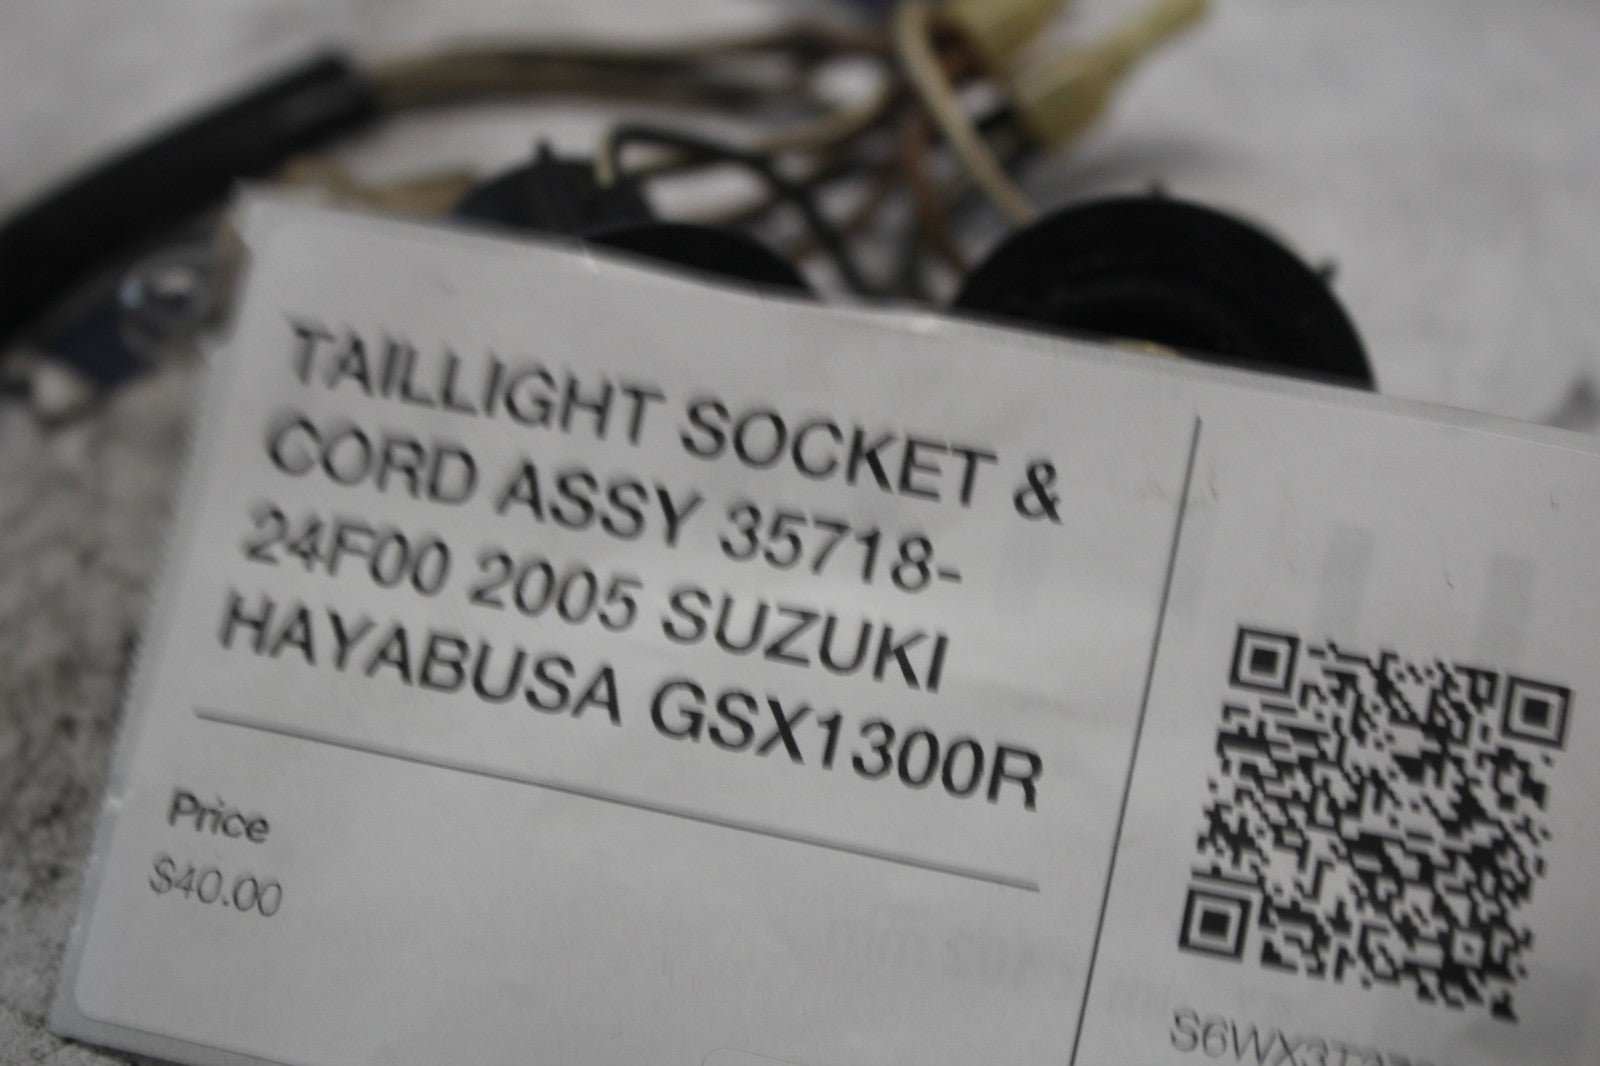 TAILLIGHT SOCKET &
CORD ASSY 35718-
24F00 2005 SUZUKI
HAYABUSA GSX1300R
Price
$40.00